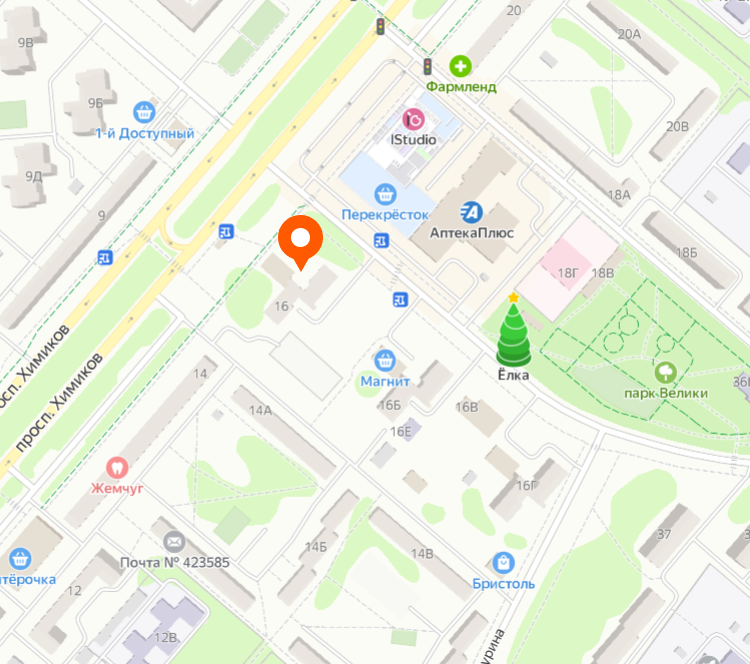 20
20А
9В
Фармленд
9Б
1-й Доступный
IStudio
20В
9Д
18А
9
Перекрёсток
АптекаПлюс
18Б
18Г
18В
16
просп. Химиков
просп. Химиков
Магнит
Ёлка
14
парк Велики
14А
16Б
16В
16Е
Жемчуг
16Г
Почта № 423585
14Б
14В
37
Бристоль
12
12В